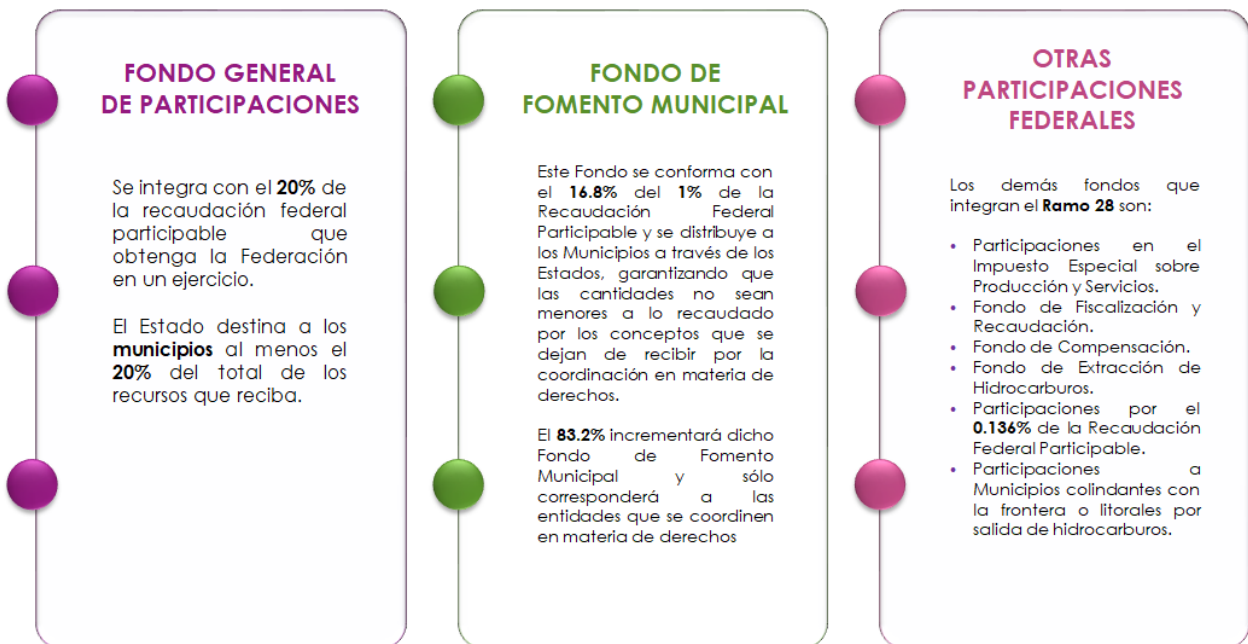 FONDO GENERAL
DE PARTICIPACIONES
Se integra con el 20% de
la recaudación federal
participable que
obtenga la Federación
en un ejercicio.
El Estado destina a los
municipios al menos el
20% del total de los
recursos que reciba.
FONDO DE
FOMENTO MUNICIPAL
Este Fondo se conforma con
el 16.8% del 1% de la
Recaudación Federal
Participable y se distribuye a
los Municipios a través de los
Estados, garantizando que
las cantidades no sean
menores a lo recaudado
por los conceptos que se
dejan de recibir por la
coordinación en materia de
derechos.
El 83.2% incrementará dicho
Fondo de Fomento
Municipal y sólo
corresponderá a las
entidades que se coordinen
en materia de derechos
OTRAS
PARTICIPACIONES
FEDERALES
Los demás fondos que
integran el Ramo 28 son:
• Participaciones en el
Impuesto Especial sobre
Producción y Servicios.
• Fondo de Fiscalización y
Recaudación.
• Fondo de Compensación.
• Fondo de Extracción de
Hidrocarburos.
• Participaciones por el
0.136% de la Recaudación
Federal Participable.
• Participaciones a
Municipios colindantes con
la frontera o litorales por
salida de hidrocarburos.